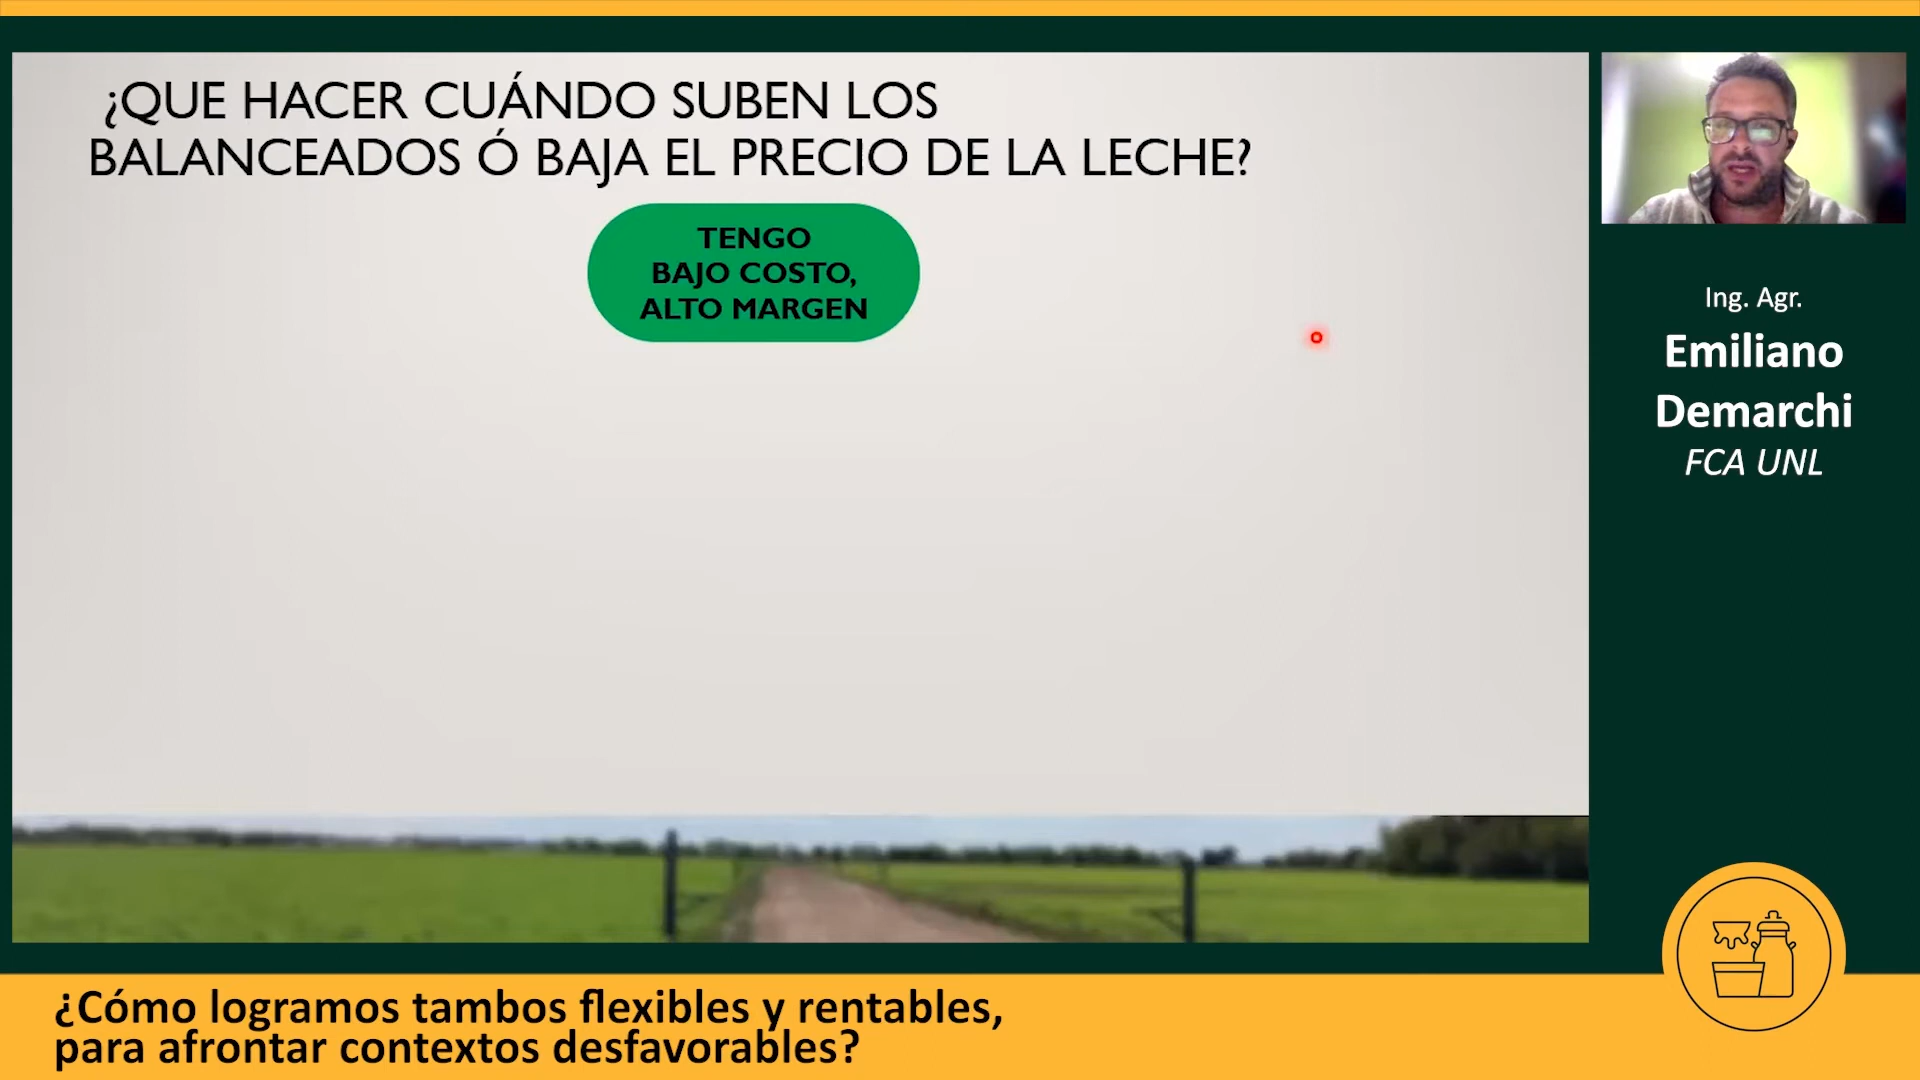 ¿QUE HACER CUÁNDO SUBEN LOS
BALANCEADOS Ó BAJA EL PRECIO DE LA LECHE?
TENGO
BAJO COSTO,
ALTO MARGEN
Ing. Agr.
Emiliano
Demarchi
FCA UNL
¿Cómo logramos tambos flexibles y rentables,
para afrontar contextos desfavorables?